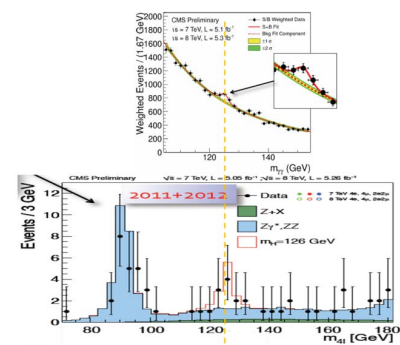 CMS Preliminary
√s = 7 TeV, L = 5.1 fb⁻¹
√s = 8 TeV, L = 5.3 fb⁻¹
S/B Weighted Data
S+B Fit
Bkg Fit Component
±1 σ
±2 σ
Weighted Events / (1.67 GeV)
2000
1800
1600
1400
1200
1000
800
600
400
200
0
120
140
mγγ (GeV)
CMS Preliminary √s = 7 TeV, L = 5.05 fb⁻¹ ; √s = 8 TeV, L = 5.26 fb⁻¹
2011+2012
Data
7 TeV 4e, 4μ, 2e2μ
8 TeV 4e, 4μ, 2e2μ
Z+X
Zγ*,ZZ
mH=126 GeV
Events/3 GeV
12
10
8
6
4
2
0
80 100 120 140 160 180
m4l [GeV]